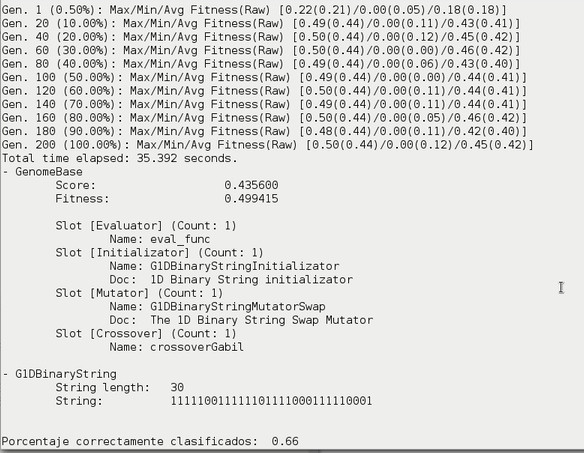 Gen. 1 (0.50%): Max/Min/Avg Fitness(Raw) [0.22(0.21)/0.00(0.05)/0.18(0.18)]
Gen. 20 (10.00%): Max/Min/Avg Fitness(Raw) [0.49(0.44)/0.00(0.11)/0.43(0.41)]
Gen. 40 (20.00%): Max/Min/Avg Fitness(Raw) [0.50(0.44)/0.00(0.12)/0.45(0.42)]
Gen. 60 (30.00%): Max/Min/Avg Fitness(Raw) [0.50(0.44)/0.00(0.00)/0.46(0.42)]
Gen. 80 (40.00%): Max/Min/Avg Fitness(Raw) [0.49(0.44)/0.00(0.06)/0.43(0.40)]
Gen. 100 (50.00%): Max/Min/Avg Fitness(Raw) [0.49(0.44)/0.00(0.00)/0.44(0.41)]
Gen. 120 (60.00%): Max/Min/Avg Fitness(Raw) [0.50(0.44)/0.00(0.11)/0.44(0.41)]
Gen. 140 (70.00%): Max/Min/Avg Fitness(Raw) [0.49(0.44)/0.00(0.11)/0.44(0.41)]
Gen. 160 (80.00%): Max/Min/Avg Fitness(Raw) [0.50(0.44)/0.00(0.05)/0.46(0.42)]
Gen. 180 (90.00%): Max/Min/Avg Fitness(Raw) [0.48(0.44)/0.00(0.11)/0.42(0.40)]
Gen. 200 (100.00%): Max/Min/Avg Fitness(Raw) [0.50(0.44)/0.00(0.12)/0.45(0.42)]
Total time elapsed: 35.392 seconds.
- GenomeBase
Score: 0.435600
Fitness: 0.499415
Slot [Evaluator] (Count: 1)
Name: eval_func
Slot [Initializator] (Count: 1)
Name: G1DBinaryStringInitializator
Doc: 1D Binary String initializator
Slot [Mutator] (Count: 1)
Name: G1DBinaryStringMutatorSwap
Doc: The 1D Binary String Swap Mutator
Slot [Crossover] (Count: 1)
Name: crossoverGabil
- G1DBinaryString
String length: 30
String: 111110011111101111000111110001
Porcentaje correctamente clasificados: 0.66